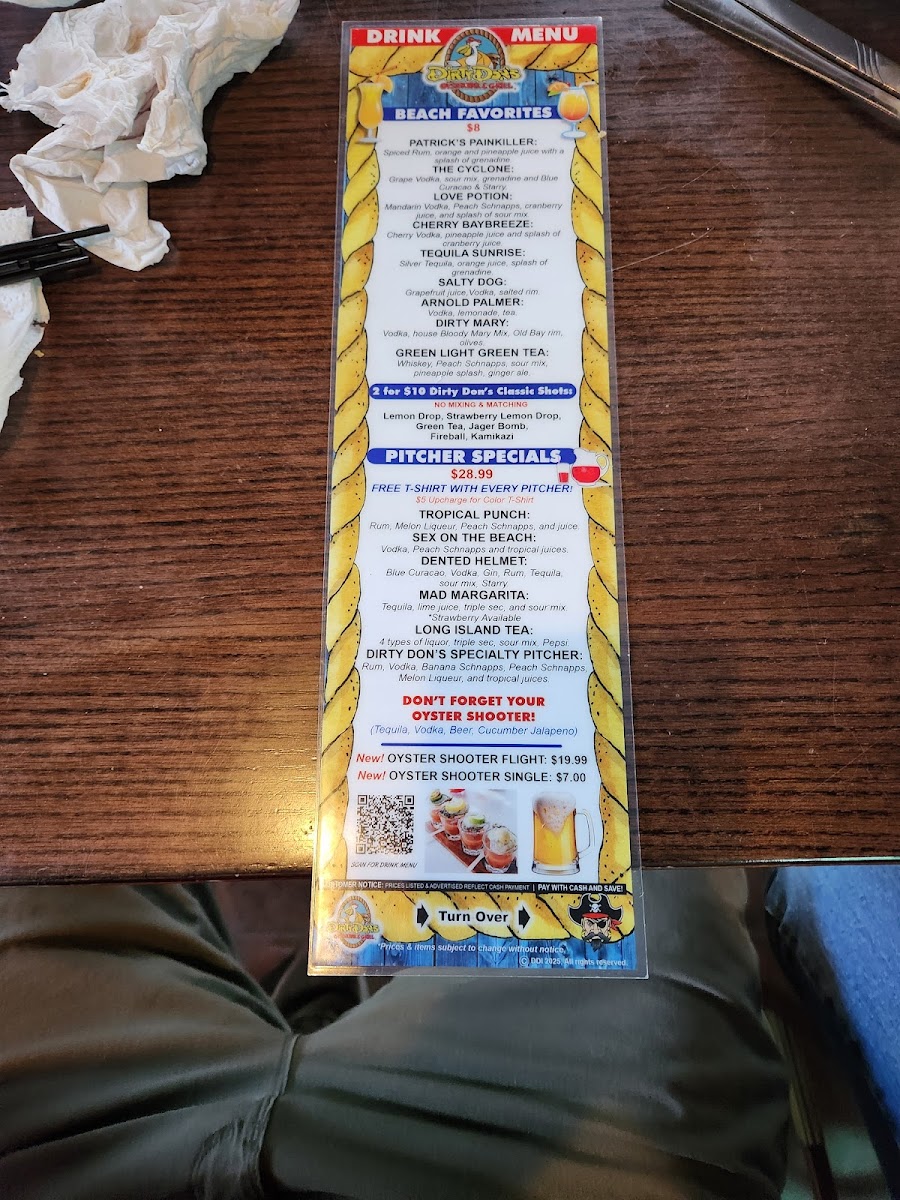 DRINK MENU
DIRTY DON'S
OYSTER BAR & GRILL
BEACH FAVORITES
$8
PATRICK'S PAINKILLER:
Spiced Rum, orange and pineapple juice with a
splash of grenadine
THE CYCLONE:
Grape Vodka, sour mix, grenadine and Blue
Curacao & Starry.
LOVE POTION:
Mandarin Vodka, Peach Schnapps, cranberry
juice, and splash of sour mix.
CHERRY BAYBREEZE:
Cherry Vodka, pineapple juice and splash of
cranberry juice.
TEQUILA SUNRISE:
Silver Tequila, orange juice, splash of
grenadine.
SALTY DOG:
Grapefruit juice,Vodka, salted rim.
ARNOLD PALMER:
Vodka, lemonade, tea.
DIRTY MARY:
Vodka, house Bloody Mary Mix, Old Bay rim,
olives.
GREEN LIGHT GREEN TEA:
Whiskey, Peach Schnapps, sour mix,
pineapple splash, ginger ale.
2 for $10 Dirty Don's Classic Shots:
NO MIXING & MATCHING
Lemon Drop, Strawberry Lemon Drop,
Green Tea, Jager Bomb,
Fireball, Kamikazi
PITCHER SPECIALS
$28.99
FREE T-SHIRT WITH EVERY PITCHER!
$5 Upcharge for Color T-Shirt
TROPICAL PUNCH:
Rum, Melon Liqueur, Peach Schnapps, and juice.
SEX ON THE BEACH:
Vodka, Peach Schnapps and tropical juices.
DENTED HELMET:
Blue Curacao, Vodka, Gin, Rum, Tequila,
sour mix, Starry.
MAD MARGARITA:
Tequila, lime juice, triple sec, and sour mix.
*Strawberry Available
LONG ISLAND TEA:
4 types of liquor, triple sec, sour mix, Pepsi.
DIRTY DON'S SPECIALTY PITCHER:
Rum, Vodka, Banana Schnapps, Peach Schnapps,
Melon Liqueur, and tropical juices.
DON'T FORGET YOUR
OYSTER SHOOTER!
(Tequila, Vodka, Beer, Cucumber Jalapeno)
New! OYSTER SHOOTER FLIGHT: $19.99
New! OYSTER SHOOTER SINGLE: $7.00
SCAN FOR DRINK MENU
CUSTOMER NOTICE: PRICES LISTED & ADVERTISED REFLECT CASH PAYMENT | PAY WITH CASH AND SAVE!
DIRTY DON'S
Turn Over
*Prices & items subject to change without notice.
© DDI 2025, All rights reserved.